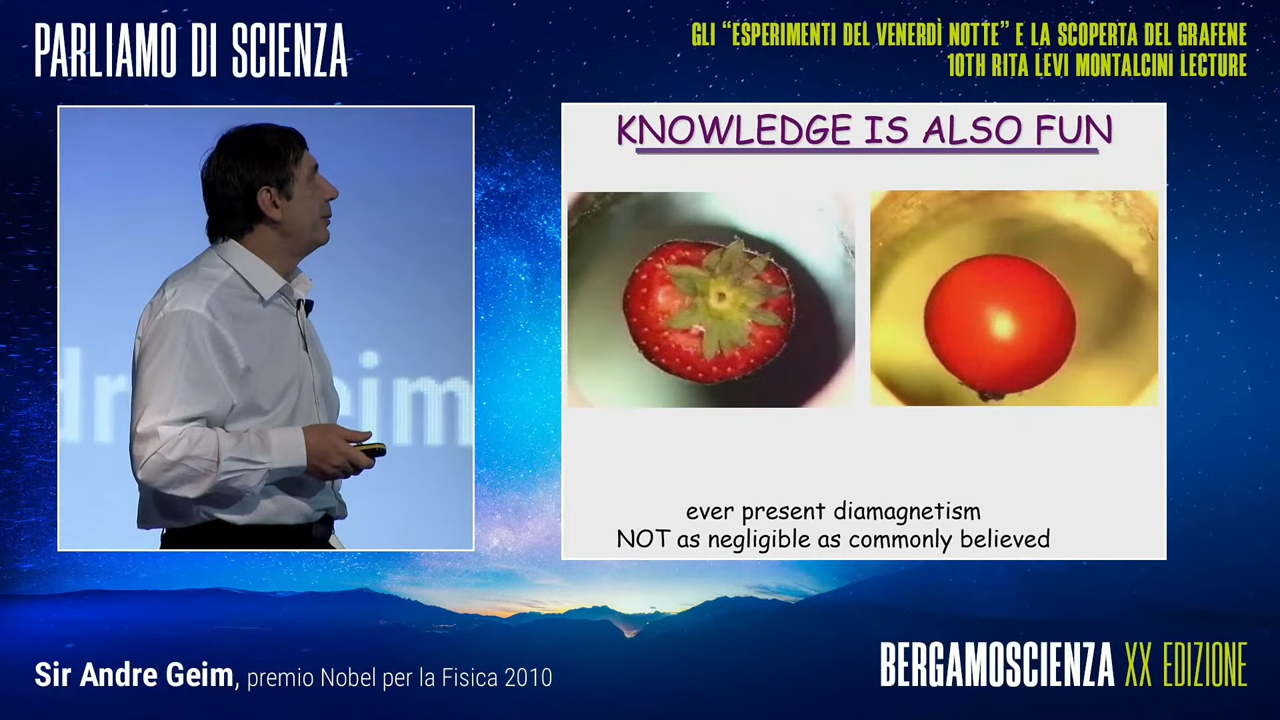 PARLIAMO DI SCIENZA
GLI “ESPERIMENTI DEL VENERDÌ NOTTE” E LA SCOPERTA DEL GRAFENE
10TH RITA LEVI MONTALCINI LECTURE
dre Geim
KNOWLEDGE IS ALSO FUN
ever present diamagnetism
NOT as negligible as commonly believed
Sir Andre Geim, premio Nobel per la Fisica 2010
BERGAMOSCIENZA XX EDIZIONE